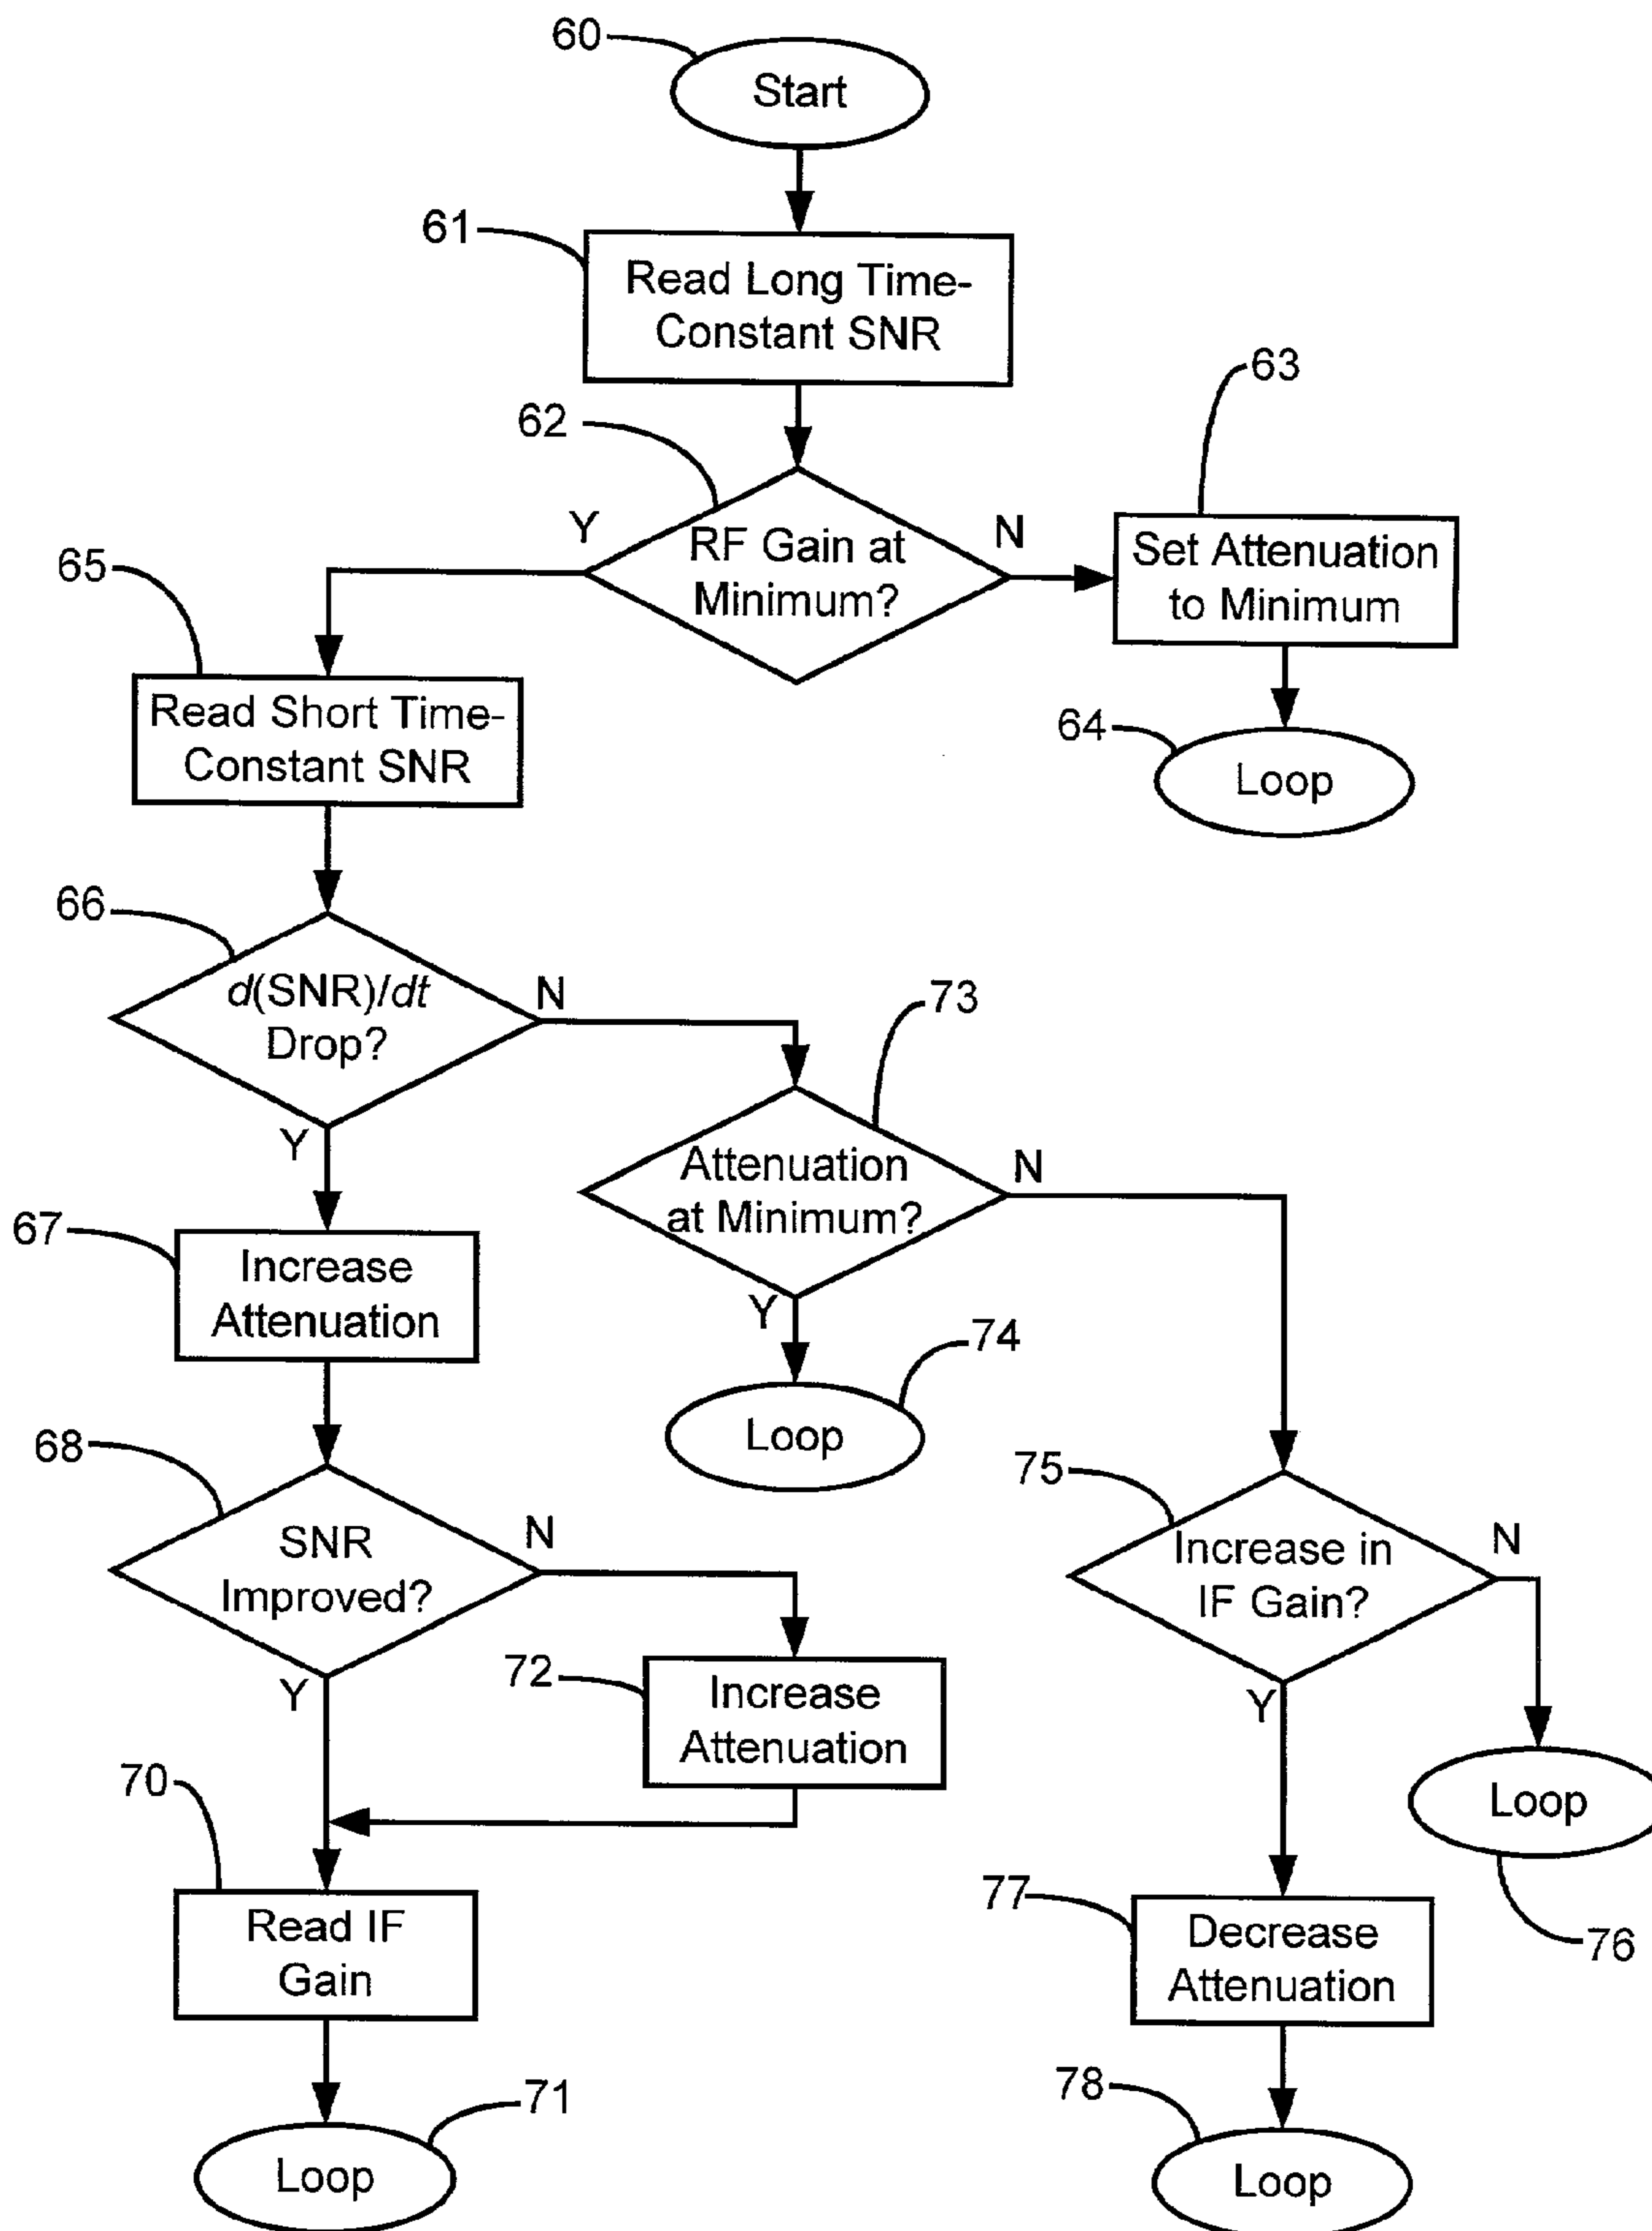 60
Start
61
Read Long Time-
Constant SNR
62
63
Y
RF Gain at
Minimum?
N
Set Attenuation
to Minimum
65
Read Short Time-
Constant SNR
64
Loop
66
d(SNR)/dt
Drop?
N
73
Y
Attenuation
at Minimum?
N
67
Increase
Attenuation
Y
74
Loop
68
SNR
Improved?
N
75
Increase in
IF Gain?
N
Y
72
Increase
Attenuation
Y
70
Loop
76
Read IF
Gain
77
Decrease
Attenuation
71
Loop
78
Loop